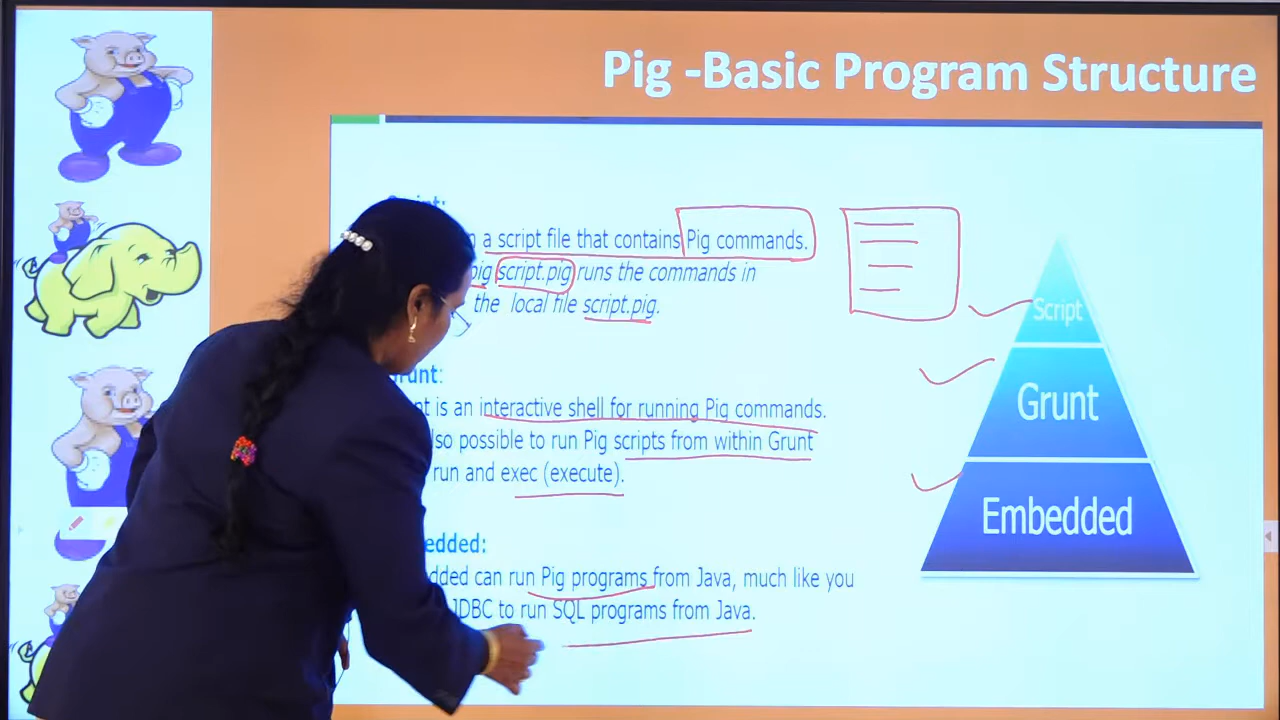 Pig -Basic Program Structure
a script file that contains Pig commands.
pig script.pig runs the commands in
the local file script.pig.
is an interactive shell for running Pig commands.
possible to run Pig scripts from within Grunt
run and exec (execute).
can run Pig programs from Java, much like you
JDBC to run SQL programs from Java.
Script
Grunt
Embedded